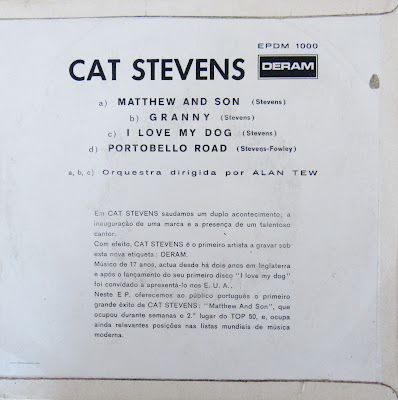 EPDM 1000
CAT STEVENS DERAM
a) MATTHEW AND SON (Stevens)
b) GRANNY (Stevens)
c) I LOVE MY DOG (Stevens)
d) PORTOBELLO ROAD (Stevens-Fowley)
a, b, c) Orquestra dirigida por ALAN TEW
Em CAT STEVENS saudamos um duplo acontecimento, a
inauguração de uma marca e a presença de um talentoso
cantor.
Com efeito, CAT STEVENS é o primeiro artista a gravar sob
esta nova etiqueta: DERAM.
Músico de 17 anos, actua desde há dois anos em Inglaterra
e após o lançamento do seu primeiro disco "I love my dog"
foi convidado a apresentá-lo nos E. U. A..
Neste E P. oferecemos ao público português o primeiro
grande êxito de CAT STEVENS: "Matthew And Son", que
ocupou durante semanas o 2.º lugar do TOP 50, e, ocupa
ainda relevantes posições nas listas mundiais de música
moderna.